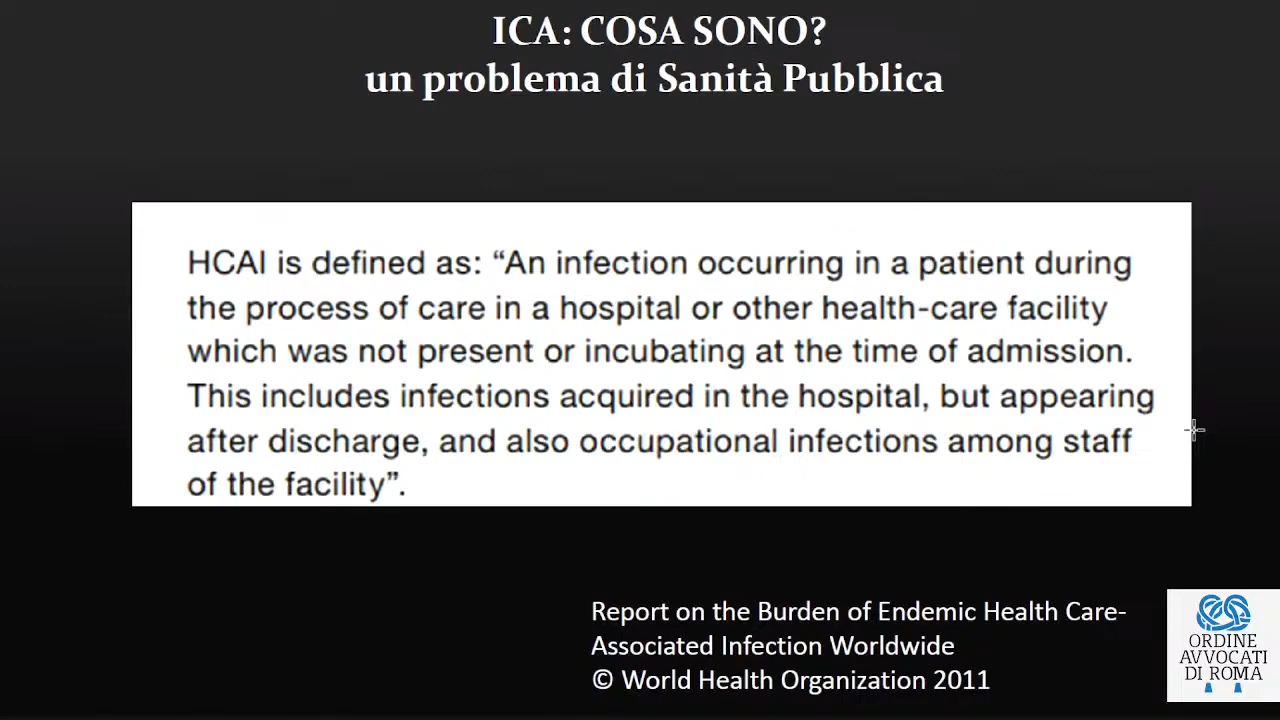 ICA: COSA SONO?
un problema di Sanità Pubblica
HCAI is defined as: “An infection occurring in a patient during
the process of care in a hospital or other health-care facility
which was not present or incubating at the time of admission.
This includes infections acquired in the hospital, but appearing
after discharge, and also occupational infections among staff
of the facility”.
Report on the Burden of Endemic Health Care-
Associated Infection Worldwide
© World Health Organization 2011
ORDINE
AVVOCATI
DI ROMA